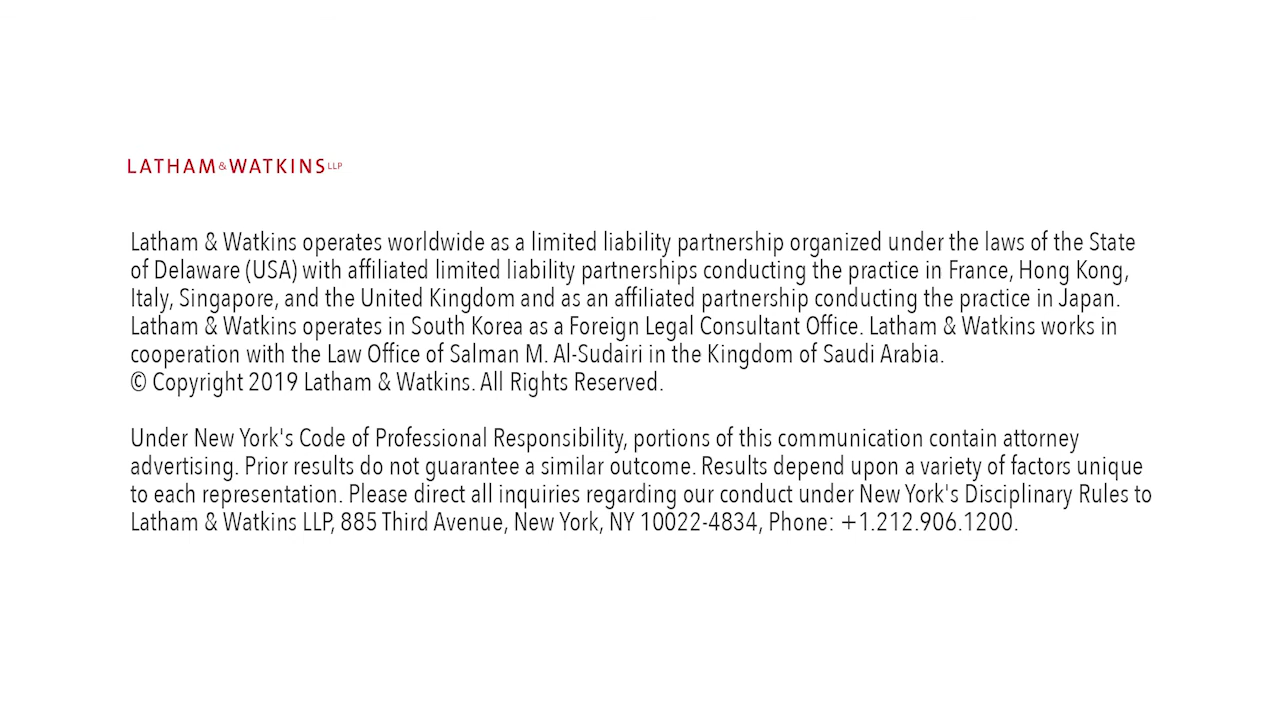 LATHAM&WATKINS LLP
Latham & Watkins operates worldwide as a limited liability partnership organized under the laws of the State
of Delaware (USA) with affiliated limited liability partnerships conducting the practice in France, Hong Kong,
Italy, Singapore, and the United Kingdom and as an affiliated partnership conducting the practice in Japan.
Latham & Watkins operates in South Korea as a Foreign Legal Consultant Office. Latham & Watkins works in
cooperation with the Law Office of Salman M. Al-Sudairi in the Kingdom of Saudi Arabia.
© Copyright 2019 Latham & Watkins. All Rights Reserved.
Under New York's Code of Professional Responsibility, portions of this communication contain attorney
advertising. Prior results do not guarantee a similar outcome. Results depend upon a variety of factors unique
to each representation. Please direct all inquiries regarding our conduct under New York's Disciplinary Rules to
Latham & Watkins LLP, 885 Third Avenue, New York, NY 10022-4834, Phone: +1.212.906.1200.